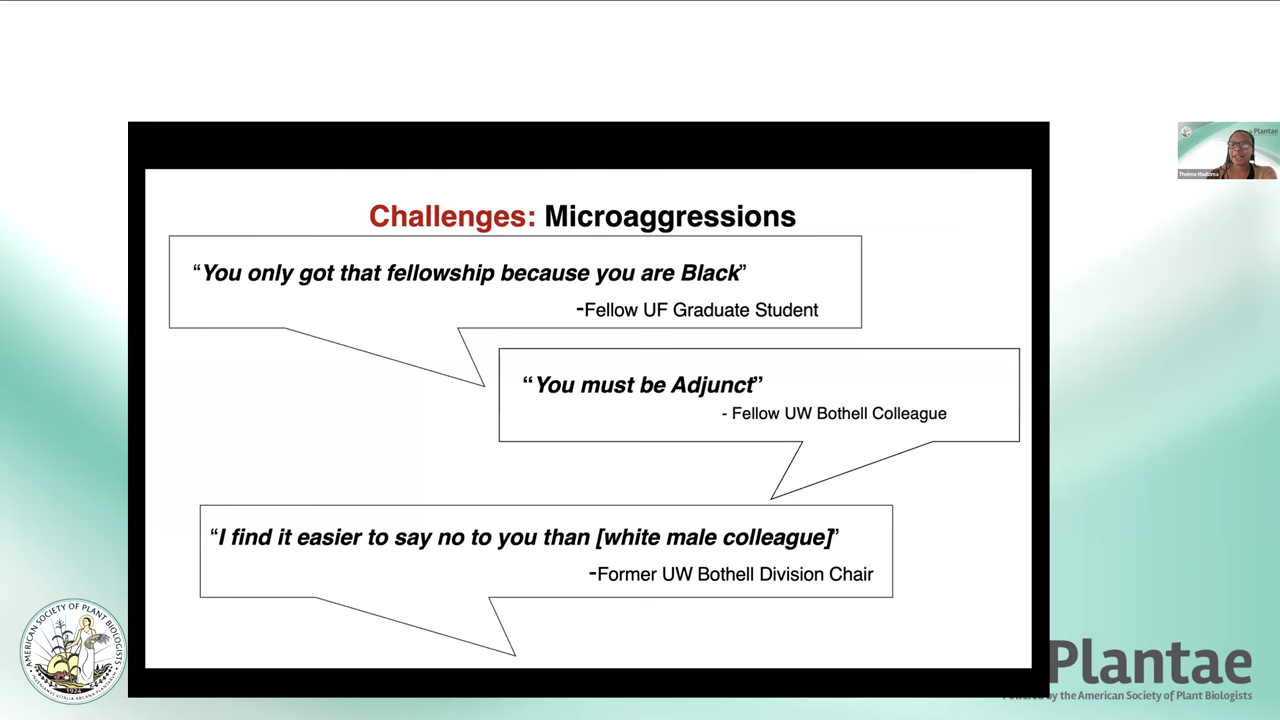 Challenges: Microaggressions
“You only got that fellowship because you are Black”
-Fellow UF Graduate Student
“You must be Adjunct”
- Fellow UW Bothell Colleague
“I find it easier to say no to you than [white male colleague]”
-Former UW Bothell Division Chair
Plantae
Thelma Madzima
AMERICAN SOCIETY OF PLANT BIOLOGISTS
1924
Plantae
by the American Society of Plant Biologists